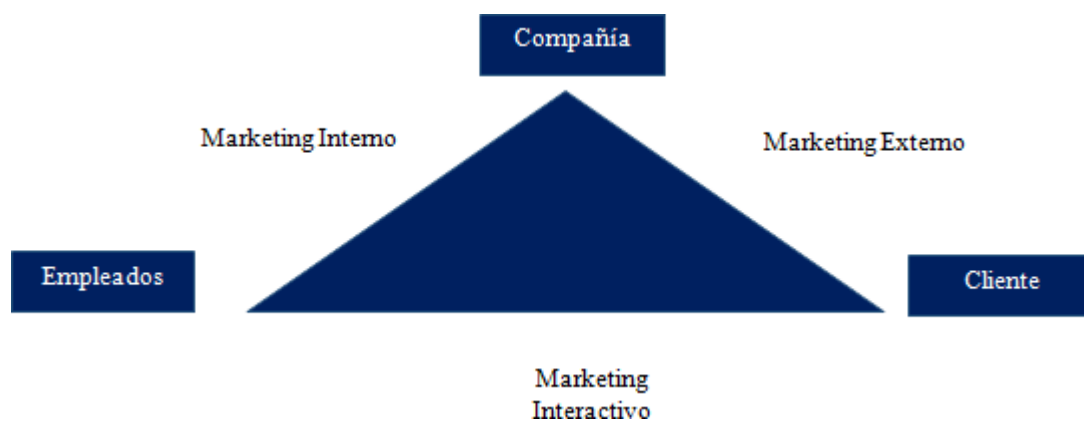 Compañía
Marketing Interno
Marketing Externo
Empleados
Cliente
Marketing
Interactivo